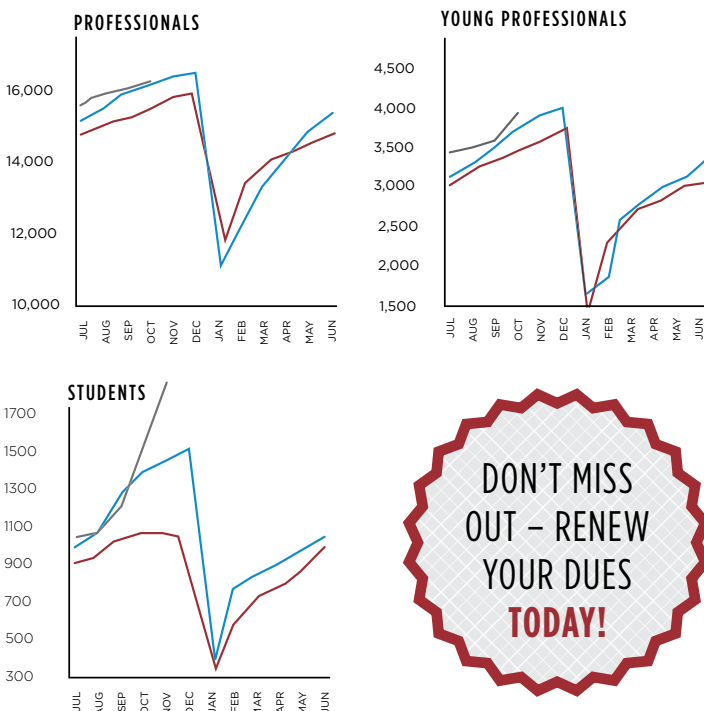 PROFESSIONALS
16,000
14,000
12,000
10,000
JUL
AUG
SEP
OCT
NOV
DEC
JAN
FEB
MAR
APR
MAY
JUN
YOUNG PROFESSIONALS
4,500
4,000
3,500
3,000
2,500
2,000
1,500
JUL
AUG
SEP
OCT
NOV
DEC
JAN
FEB
MAR
APR
MAY
JUN
STUDENTS
1700
1500
1300
1100
900
700
500
300
JUL
AUG
SEP
OCT
NOV
DEC
JAN
FEB
MAR
APR
MAY
JUN
DON'T MISS
OUT – RENEW
YOUR DUES
TODAY!